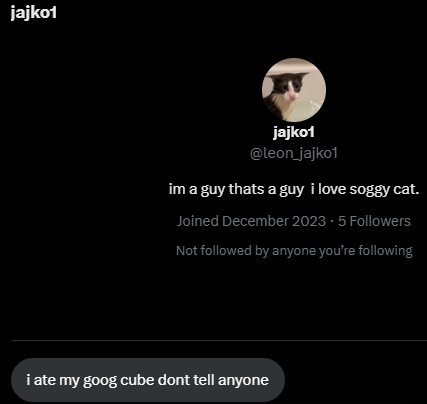 jajko1
jajko1
@leon_jajko1
im a guy thats a guy i love soggy cat.
Joined December 2023 · 5 Followers
Not followed by anyone you’re following
i ate my goog cube dont tell anyone